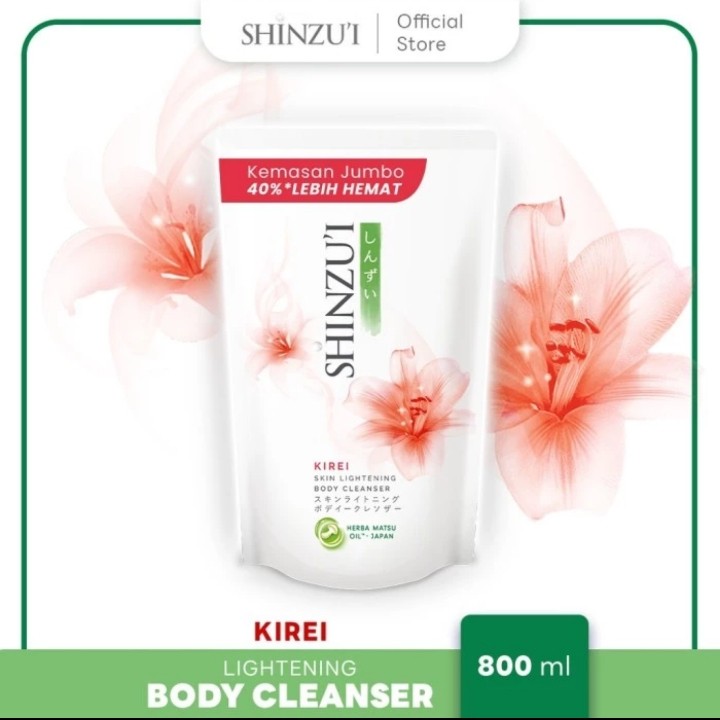 SHINZU'I
Official
Store
Kemasan Jumbo
40%*LEBIH HEMAT
SHINZU'I
しんずい
KIREI
SKIN LIGHTENING
BODY CLEANSER
スキンライトニング
ボディークレンザー
HERBA MATSU
OIL™ - JAPAN
KIREI
LIGHTENING
BODY CLEANSER
800 ml